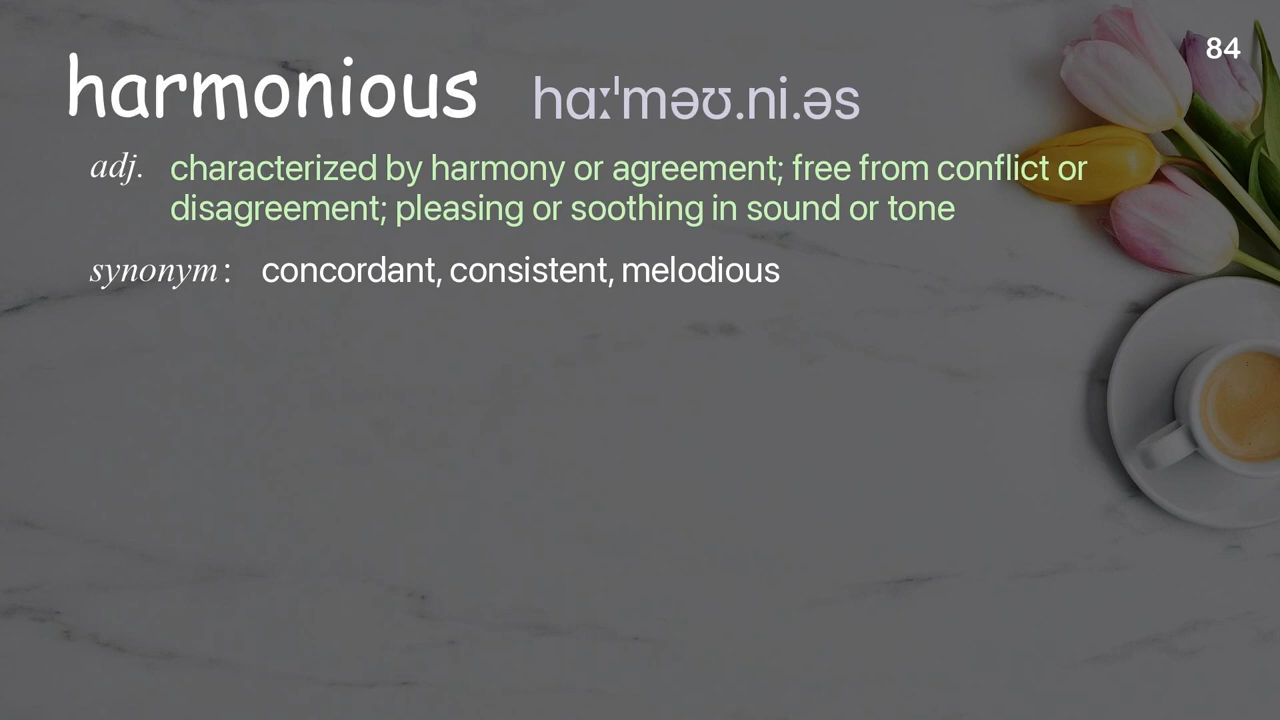 84
harmonious hɑːˈməʊ.ni.əs
adj. characterized by harmony or agreement; free from conflict or
disagreement; pleasing or soothing in sound or tone
synonym: concordant, consistent, melodious